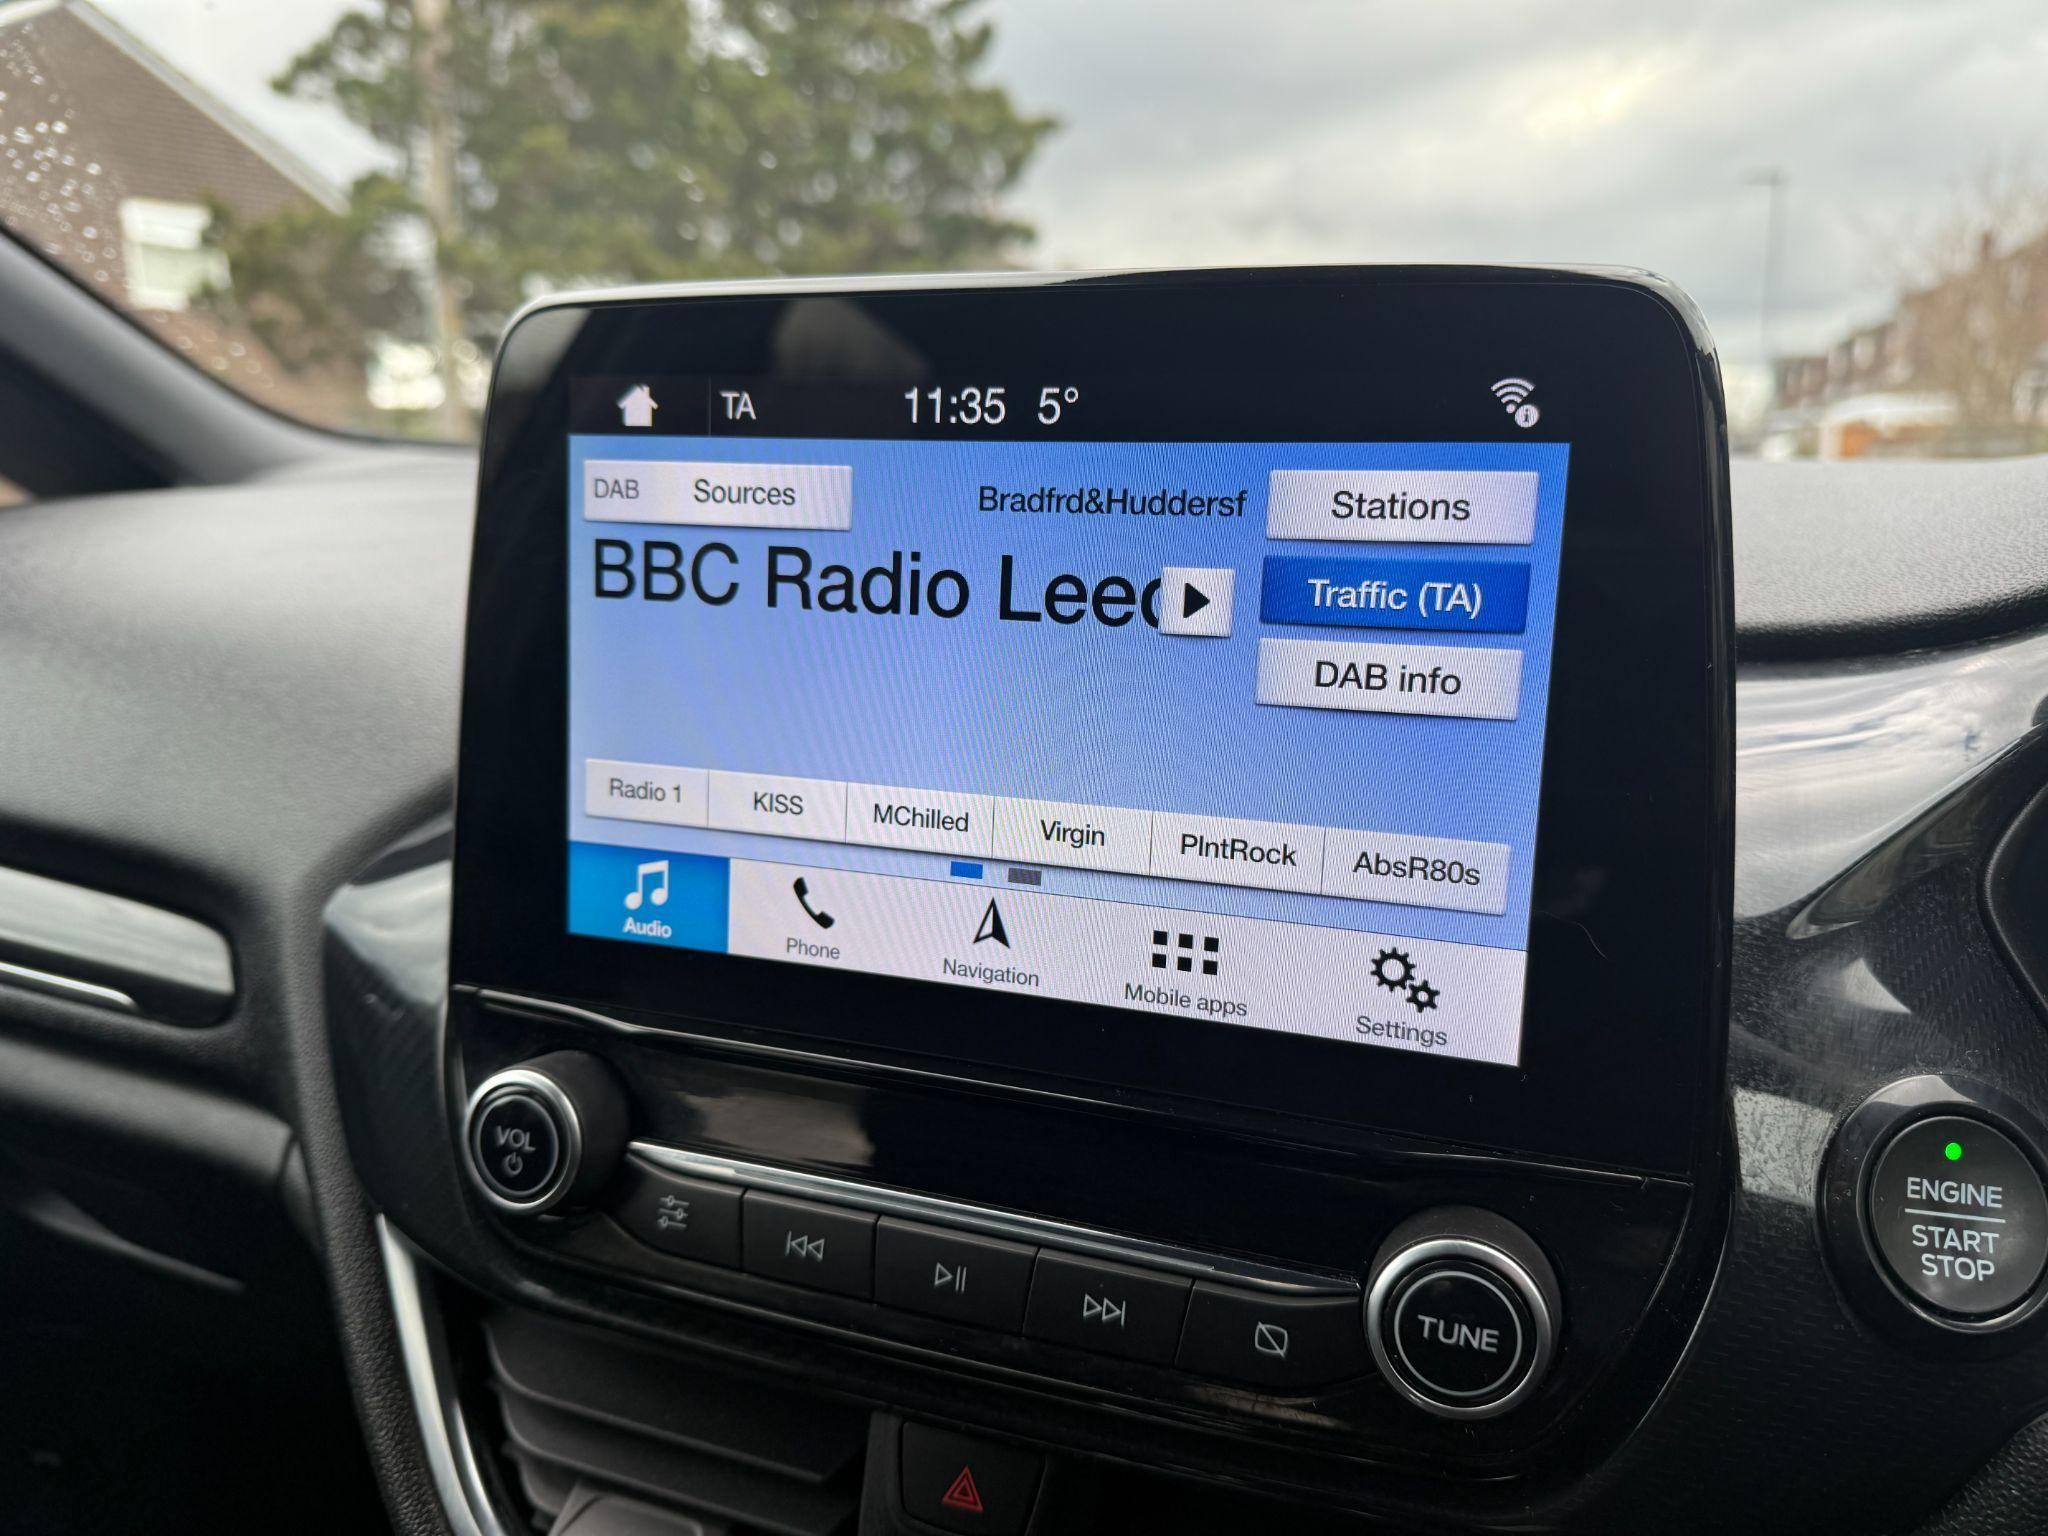 TA 11:35 5°
DAB Sources Bradfrd&Huddersf Stations
BBC Radio Leed
Traffic (TA)
DAB info
Radio 1 KISS MChilled Virgin PlntRock AbsR80s
Audio Phone Navigation Mobile apps Settings
VOL
TUNE
ENGINE
START
STOP